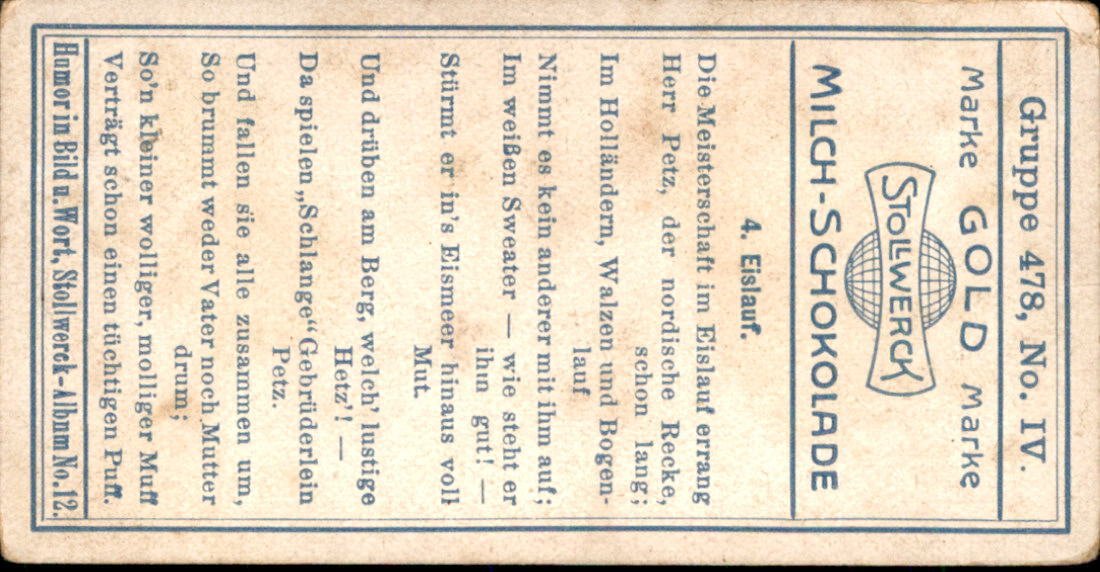 Gruppe 478, No. IV.
Marke GOLD Marke
STOLLWERCK
MILCH-SCHOKOLADE
4. Eislauf.
Die Meisterschaft im Eislauf errang
Herr Petz, der nordische Recke,
schon lang;
Im Holländern, Walzen und Bogen-
lauf
Nimmt es kein anderer mit ihm auf;
Im weißen Sweater — wie steht er
ihn gut! —
Stürmt er in's Eismeer hinaus voll
Mut.
Und drüben am Berg, welch' lustige
Hetz'! —
Da spielen „Schlange“ Gebrüderlein
Petz.
Und fallen sie alle zusammen um,
So brummt weder Vater noch Mutter
drum;
So'n kleiner wolliger, molliger Muff
Verträgt schon einen tüchtigen Puff.
Humor in Bild u. Wort, Stollwerck-Album No. 12.